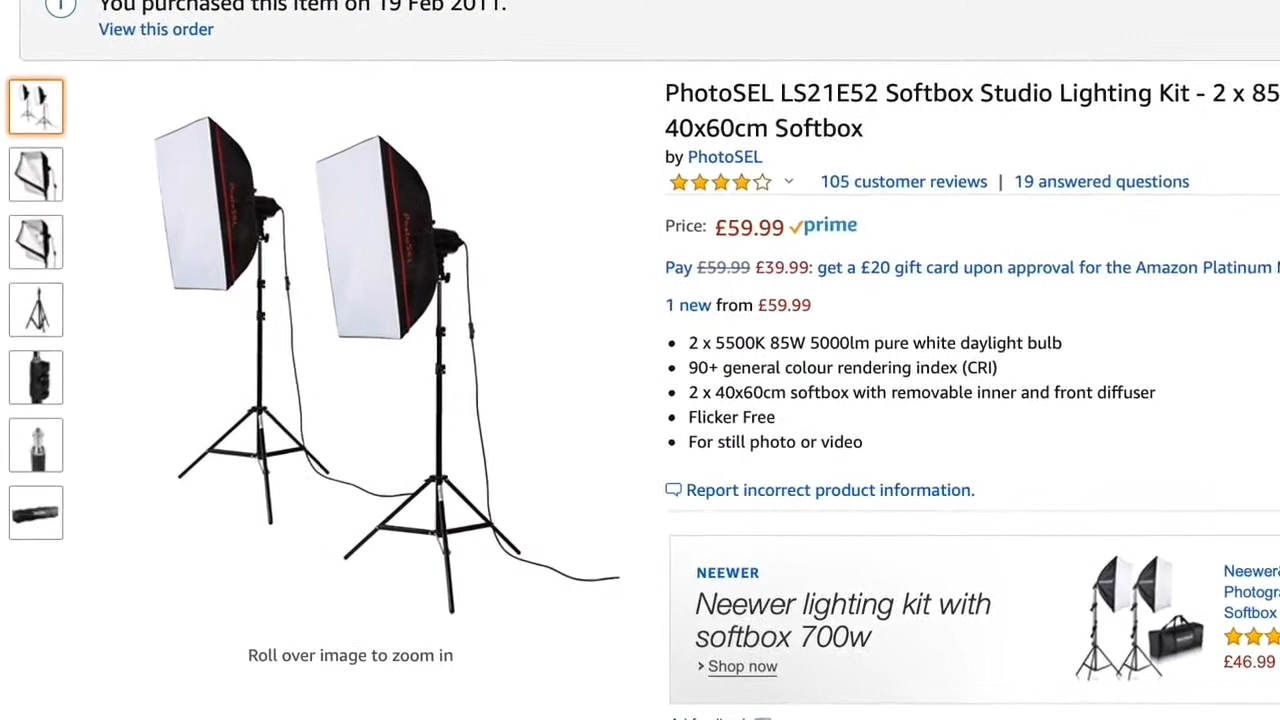 You purchased this item on 19 Feb 2011.
View this order
PhotoSEL LS21E52 Softbox Studio Lighting Kit - 2 x 85
40x60cm Softbox
by PhotoSEL
105 customer reviews | 19 answered questions
Price: £59.99 prime
Pay £59.99 £39.99: get a £20 gift card upon approval for the Amazon Platinum
1 new from £59.99
2 x 5500K 85W 5000lm pure white daylight bulb
90+ general colour rendering index (CRI)
2 x 40x60cm softbox with removable inner and front diffuser
Flicker Free
For still photo or video
Report incorrect product information.
PhotoSEL
PhotoSEL
Roll over image to zoom in
NEEWER
Neewer lighting kit with
softbox 700w
› Shop now
Neewer
Photogra
Softbox
£46.99